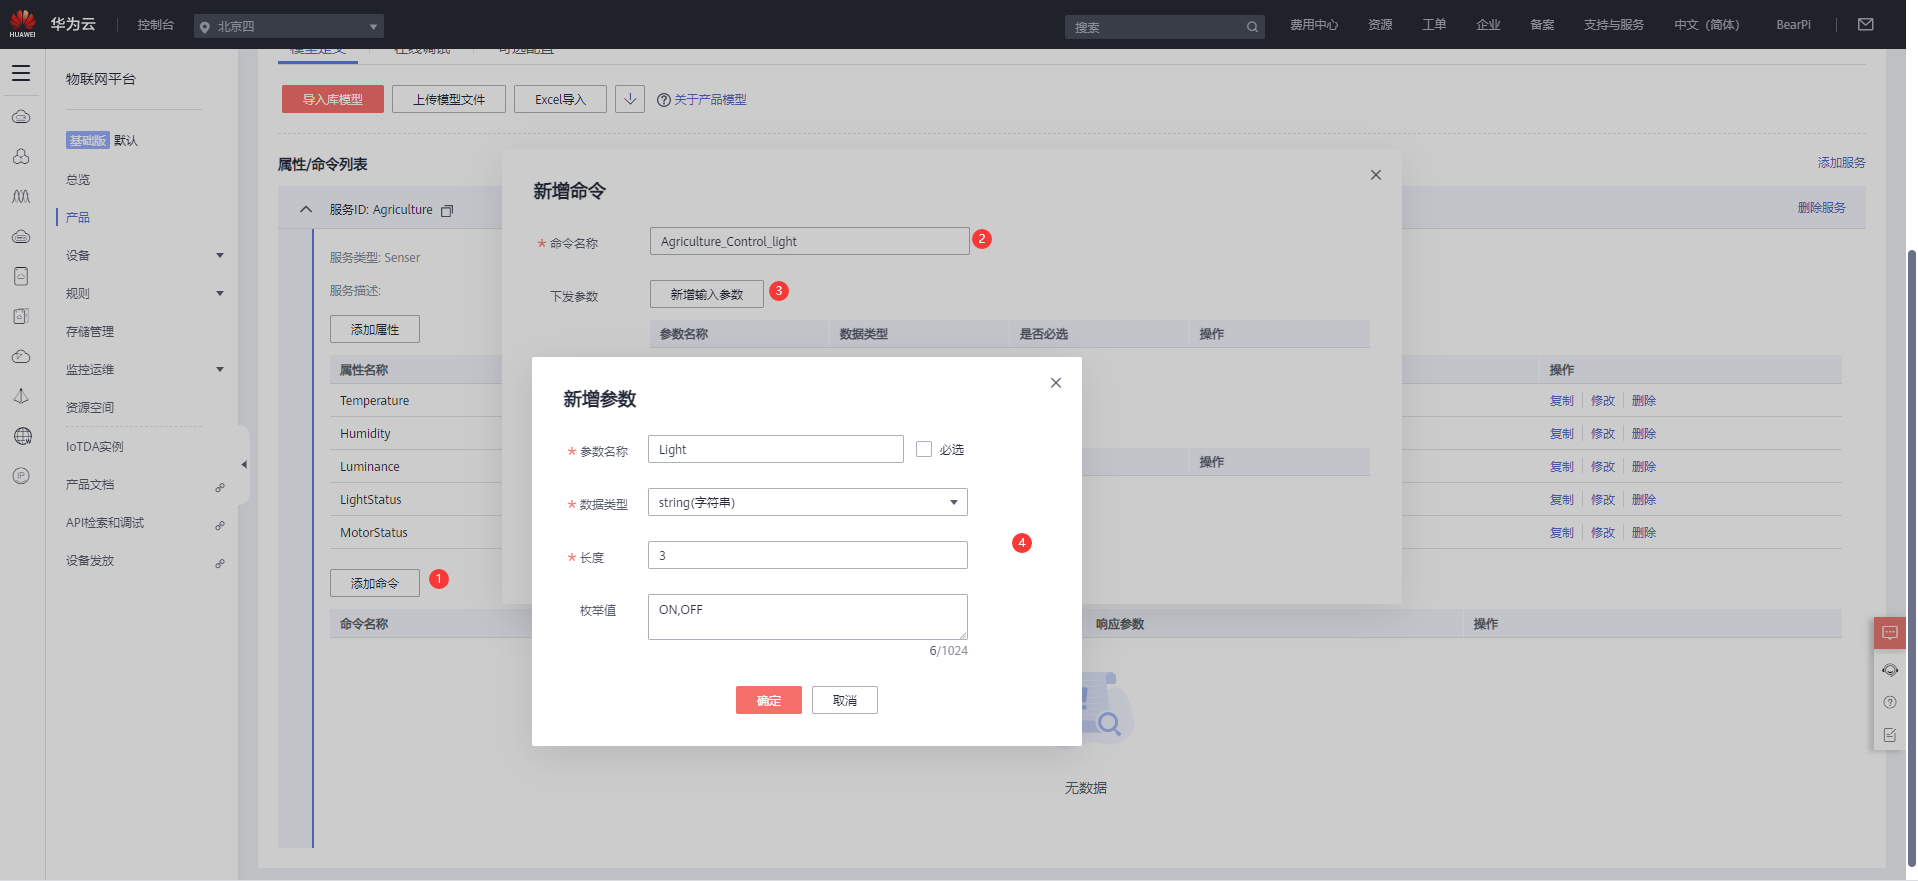 HUAWEI
华为云
控制台
北京四
搜索
费用中心
资源
工单
企业
备案
支持与服务
中文（简体）
BearPi
模型定义
在线调试
可选配置
物联网平台
基础版 默认
总览
产品
设备
规则
存储管理
监控运维
资源空间
IoTDA实例
产品文档
API检索和调试
设备发放
导入库模型
上传模型文件
Excel导入
关于产品模型
属性/命令列表
添加服务
服务ID: Agriculture
删除服务
服务类型: Senser
服务描述:
添加属性
属性名称
操作
Temperature
复制 修改 删除
Humidity
复制 修改 删除
Luminance
复制 修改 删除
LightStatus
复制 修改 删除
MotorStatus
复制 修改 删除
添加命令
1
命令名称
响应参数
操作
无数据
新增命令
* 命令名称
Agriculture_Control_light
2
下发参数
新增输入参数
3
参数名称
数据类型
是否必选
操作
操作
新增参数
* 参数名称
Light
必选
* 数据类型
string(字符串)
* 长度
3
4
枚举值
ON,OFF
6/1024
确定
取消
IP